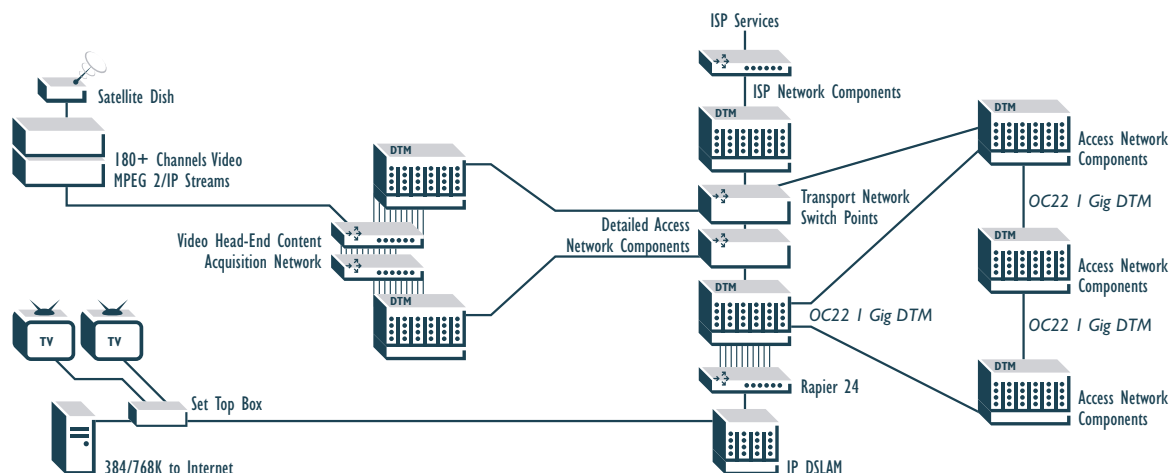 ISP Services
Satellite Dish
ISP Network Components
180+ Channels Video
MPEG 2/IP Streams
DTM
DTM
DTM
Access Network
Components
Transport Network
Switch Points
OC22 1 Gig DTM
Video Head-End Content
Acquisition Network
Detailed Access
Network Components
DTM
Access Network
Components
DTM
DTM
OC22 1 Gig DTM
OC22 1 Gig DTM
TV
TV
Rapier 24
DTM
Access Network
Components
Set Top Box
384/768K to Internet
IP DSLAM